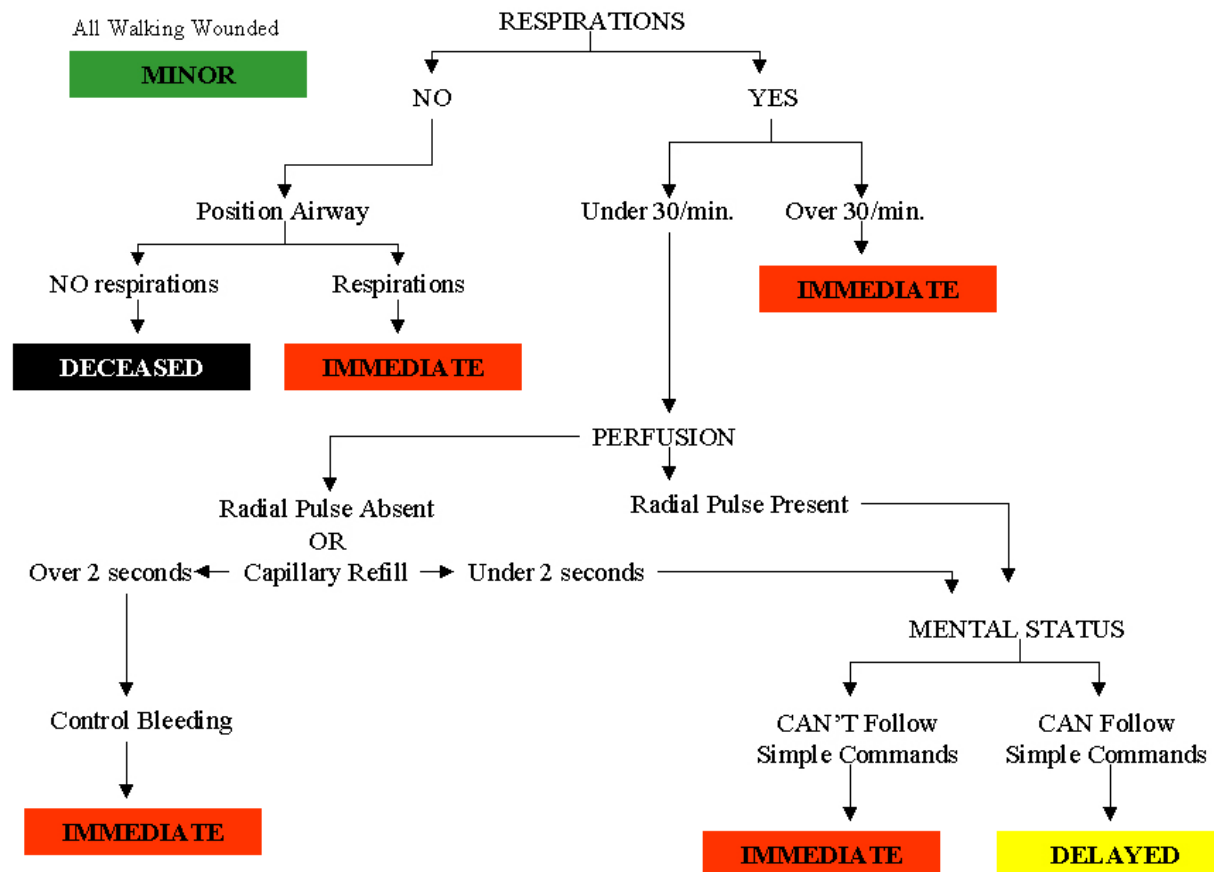 All Walking Wounded
MINOR
RESPIRATIONS
NO
YES
Position Airway
Under 30/min.
Over 30/min.
NO respirations
Respirations
IMMEDIATE
DECEASED
IMMEDIATE
PERFUSION
Radial Pulse Absent
Radial Pulse Present
OR
Over 2 seconds
Capillary Refill
Under 2 seconds
MENTAL STATUS
Control Bleeding
CAN'T Follow
Simple Commands
CAN Follow
Simple Commands
IMMEDIATE
IMMEDIATE
DELAYED